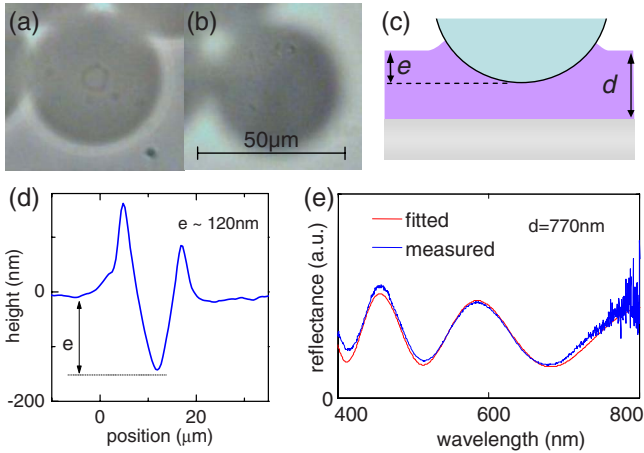 (a)
(b)
50μm
(c)
e
d
(d)
e ~ 120nm
height (nm)
0
-200
e
0
20
position (μm)
(e)
fitted
measured
d=770nm
reflectance (a.u.)
400
600
800
wavelength (nm)